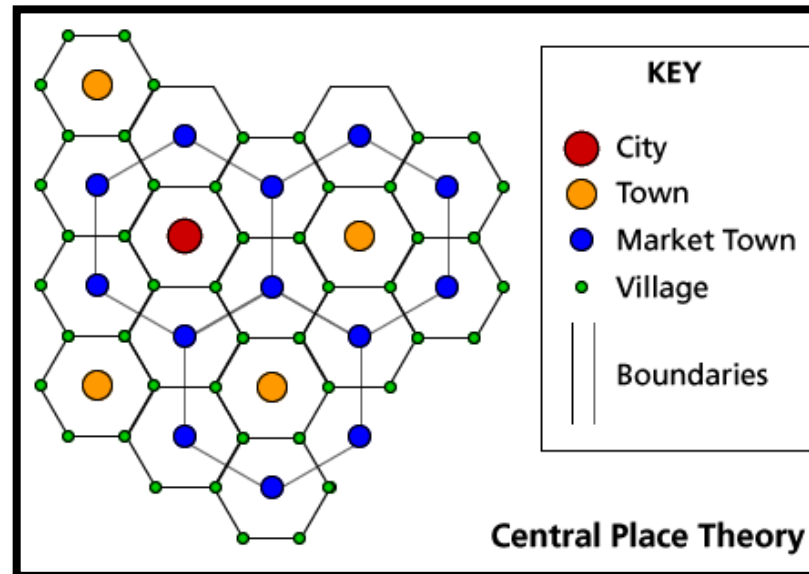 KEY
City
Town
Market Town
Village
Boundaries
Central Place Theory